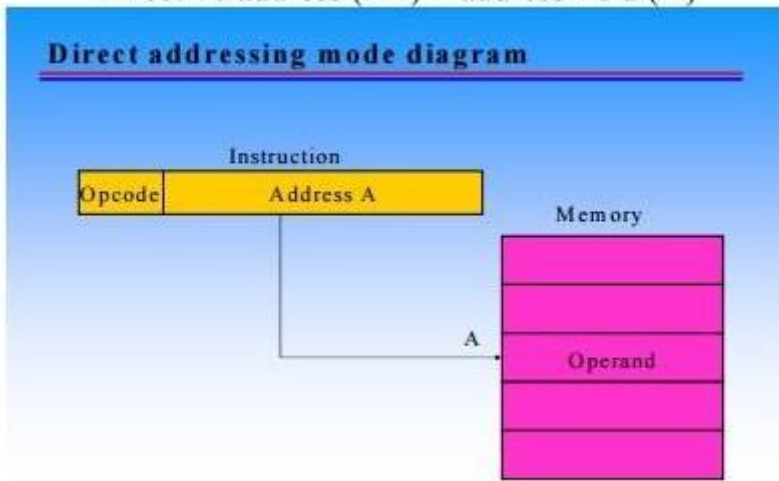 Direct addressing mode diagram
Instruction
Opcode Address A
Memory
A
Operand